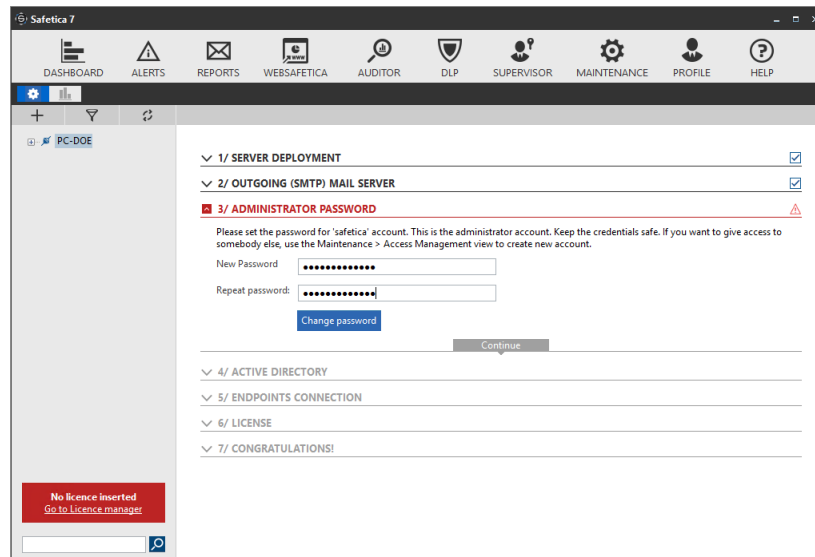 Safetica 7
DASHBOARD ALERTS REPORTS WEBSAFETICA AUDITOR DLP SUPERVISOR MAINTENANCE PROFILE HELP
PC-DOE
1/ SERVER DEPLOYMENT
2/ OUTGOING (SMTP) MAIL SERVER
3/ ADMINISTRATOR PASSWORD
Please set the password for 'safetica' account. This is the administrator account. Keep the credentials safe. If you want to give access to
somebody else, use the Maintenance > Access Management view to create new account.
New Password
Repeat password:
Change password
Continue
4/ ACTIVE DIRECTORY
5/ ENDPOINTS CONNECTION
6/ LICENSE
7/ CONGRATULATIONS!
No licence inserted
Go to Licence manager